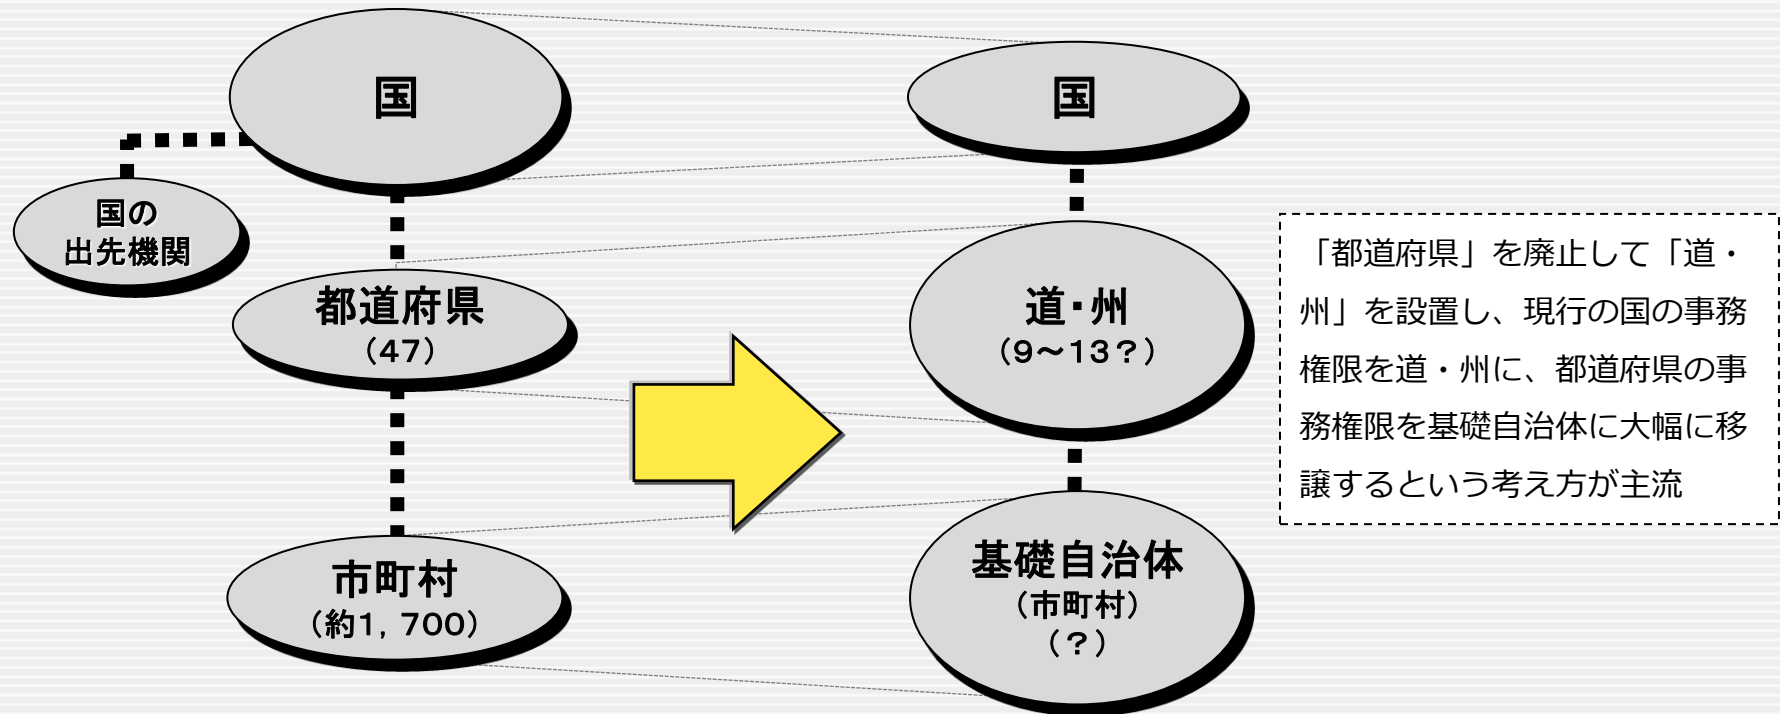 国
国の
出先機関
都道府県
（４７）
市町村
（約１，７００）
国
道・州
（９～１３？）
基礎自治体
（市町村）
（？）
「都道府県」を廃止して「道・
州」を設置し、現行の国の事務
権限を道・州に、都道府県の事
務権限を基礎自治体に大幅に移
譲するという考え方が主流